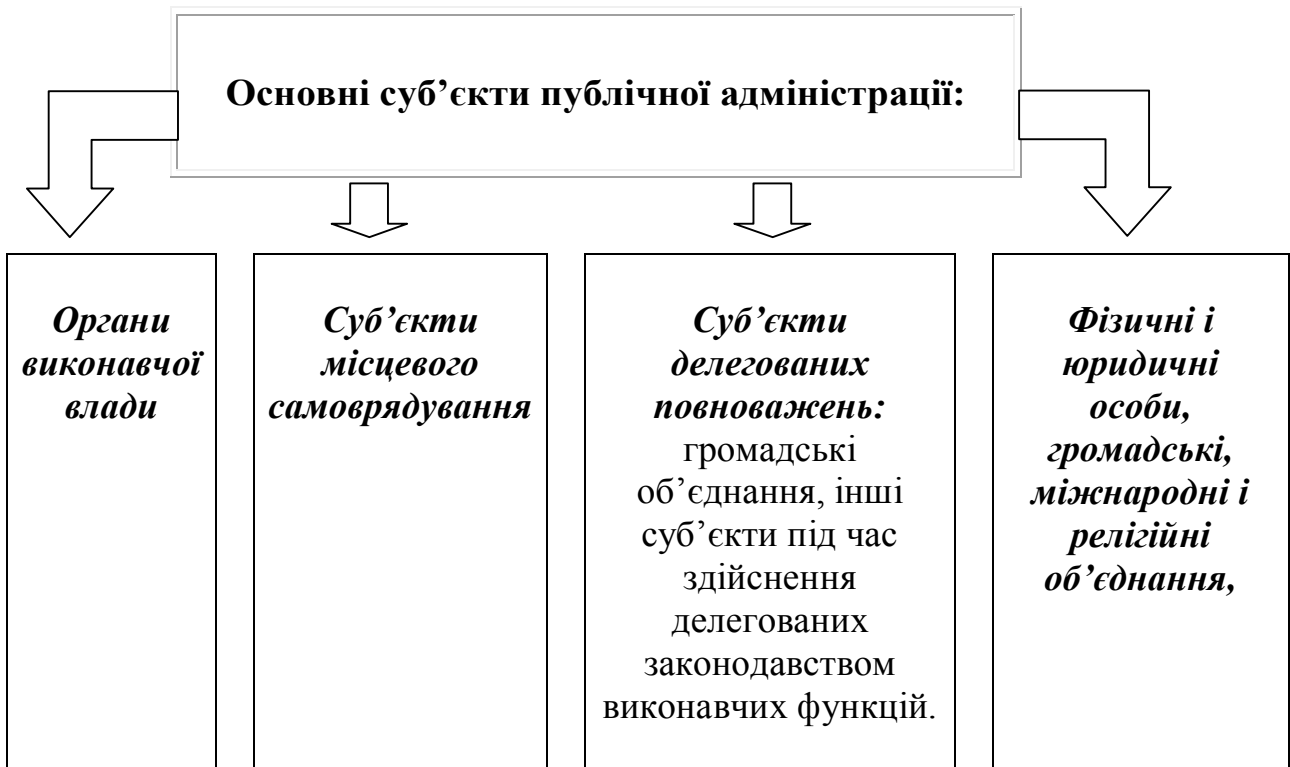 Основні суб’єкти публічної адміністрації:
Органи
виконавчої
влади
Суб’єкти
місцевого
самоврядування
Суб’єкти
делегованих
повноважень:
громадські
об’єднання, інші
суб’єкти під час
здійснення
делегованих
законодавством
виконавчих функцій.
Фізичні і
юридичні
особи,
громадські,
міжнародні і
релігійні
об’єднання,